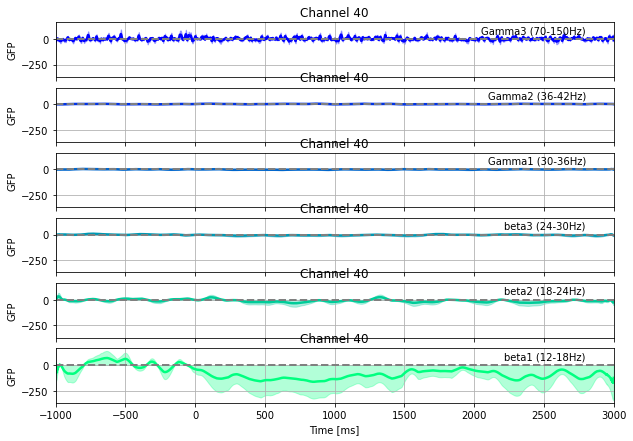 Channel 40
GFP
0
−250
Gamma3 (70-150Hz)
Channel 40
GFP
0
−250
Gamma2 (36-42Hz)
Channel 40
GFP
0
−250
Gamma1 (30-36Hz)
Channel 40
GFP
0
−250
beta3 (24-30Hz)
Channel 40
GFP
0
−250
beta2 (18-24Hz)
Channel 40
GFP
0
−250
beta1 (12-18Hz)
−1000 −500 0 500 1000 1500 2000 2500 3000
Time [ms]